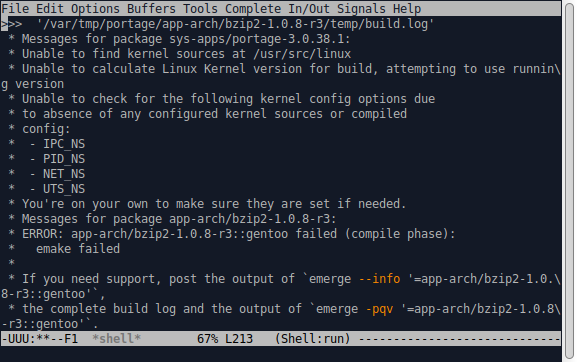 File Edit Options Buffers Tools Complete In/Out Signals Help
>>>  '/var/tmp/portage/app-arch/bzip2-1.0.8-r3/temp/build.log'
 * Messages for package sys-apps/portage-3.0.38.1:
 * Unable to find kernel sources at /usr/src/linux
 * Unable to calculate Linux Kernel version for build, attempting to use runnin\
g version
 * Unable to check for the following kernel config options due
 * to absence of any configured kernel sources or compiled
 * config:
 *  - IPC_NS
 *  - PID_NS
 *  - NET_NS
 *  - UTS_NS
 * You're on your own to make sure they are set if needed.
 * Messages for package app-arch/bzip2-1.0.8-r3:
 * ERROR: app-arch/bzip2-1.0.8-r3::gentoo failed (compile phase):
 *   emake failed
 *
 * If you need support, post the output of `emerge --info '=app-arch/bzip2-1.0.\
8-r3::gentoo'`,
 * the complete build log and the output of `emerge -pqv '=app-arch/bzip2-1.0.8\
-r3::gentoo'`.
-UUU:**--F1  *shell*        67% L213   (Shell:run) -----------------------------